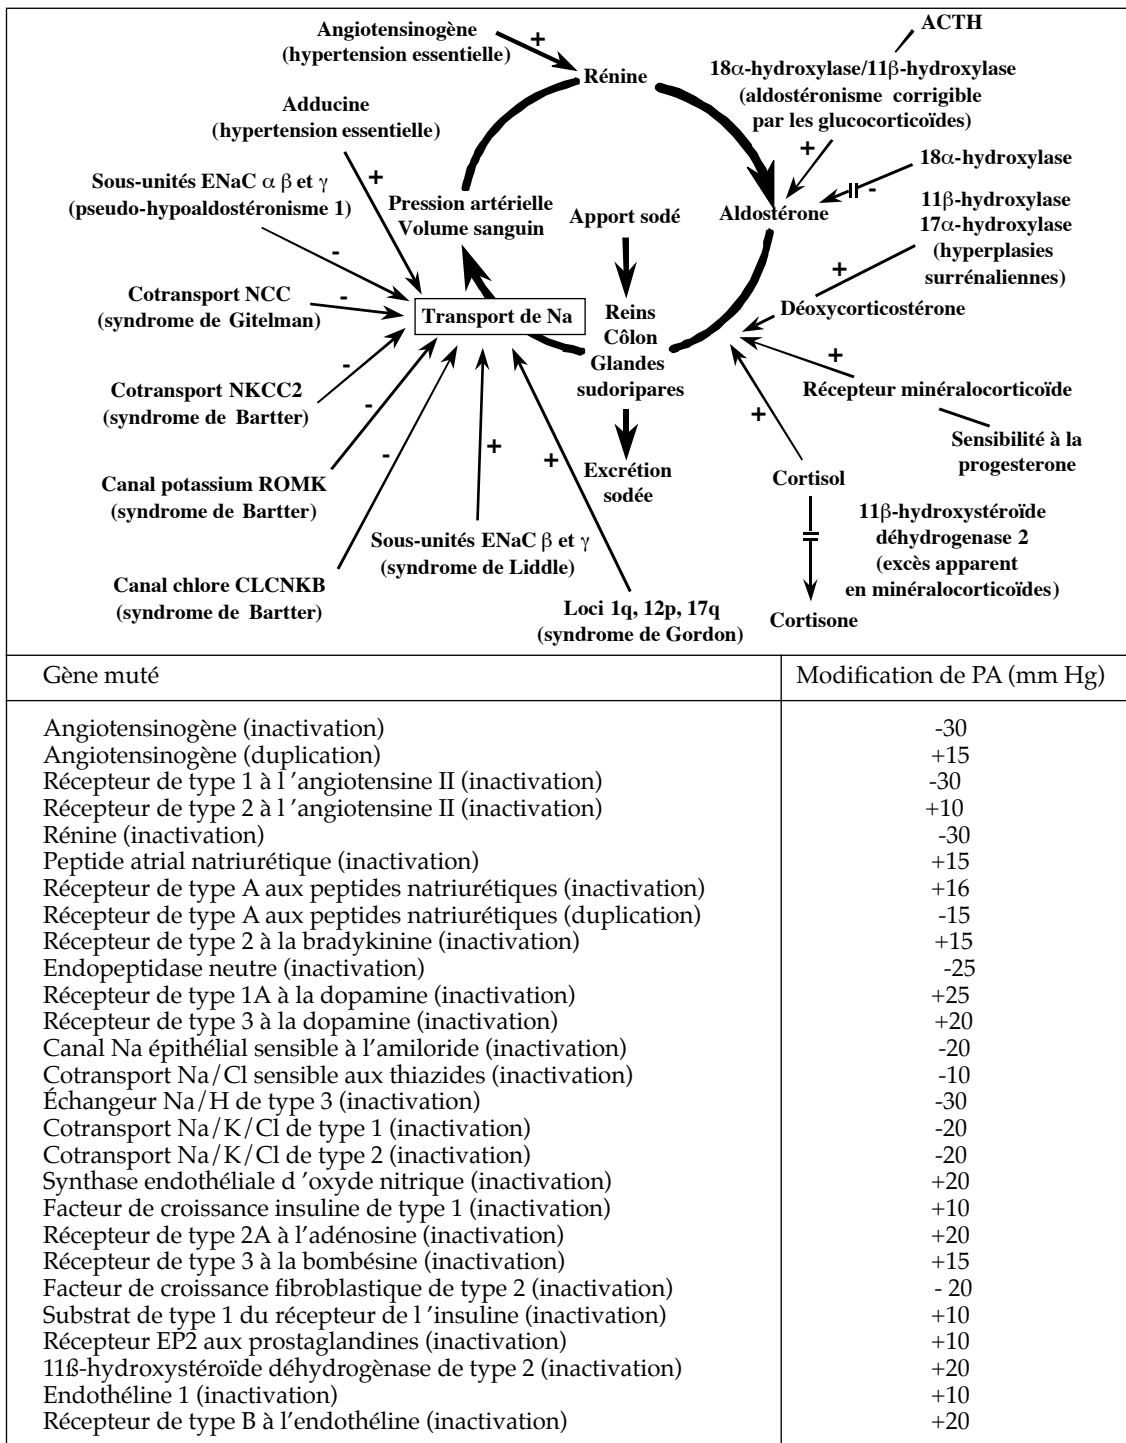 Angiotensinogène
(hypertension essentielle)
+
Rénine
ACTH
18α-hydroxylase/11β-hydroxylase
(aldostéronisme corrigible
par les glucocorticoïdes)
+
Adducine
(hypertension essentielle)
+
18α-hydroxylase
-
Sous-unités ENaC α β et γ
(pseudo-hypoaldostéronisme 1)
-
Pression artérielle
Volume sanguin
Apport sodé
Aldostérone
11β-hydroxylase
17α-hydroxylase
(hyperplasies
surrénaliennes)
+
Déoxycorticostérone
Cotransport NCC
(syndrome de Gitelman)
-
Transport de Na
Reins
Côlon
Glandes
sudoripares
+
Récepteur minéralocorticoïde
Cotransport NKCC2
(syndrome de Bartter)
-
Sensibilité à la
progesterone
+
Cortisol
Canal potassium ROMK
(syndrome de Bartter)
-
Excrétion
sodée
11β-hydroxystéroïde
déhydrogenase 2
(excès apparent
en minéralocorticoïdes)
Cortisone
Canal chlore CLCNKB
(syndrome de Bartter)
-
+
Sous-unités ENaC β et γ
(syndrome de Liddle)
+
Loci 1q, 12p, 17q
(syndrome de Gordon)
Gène muté Modification de PA (mm Hg)
Angiotensinogène (inactivation) -30
Angiotensinogène (duplication) +15
Récepteur de type 1 à l ’angiotensine II (inactivation) -30
Récepteur de type 2 à l ’angiotensine II (inactivation) +10
Rénine (inactivation) -30
Peptide atrial natriurétique (inactivation) +15
Récepteur de type A aux peptides natriurétiques (inactivation) +16
Récepteur de type A aux peptides natriurétiques (duplication) -15
Récepteur de type 2 à la bradykinine (inactivation) +15
Endopeptidase neutre (inactivation) -25
Récepteur de type 1A à la dopamine (inactivation) +25
Récepteur de type 3 à la dopamine (inactivation) +20
Canal Na épithélial sensible à l’amiloride (inactivation) -20
Cotransport Na/Cl sensible aux thiazides (inactivation) -10
Échangeur Na/H de type 3 (inactivation) -30
Cotransport Na/K/Cl de type 1 (inactivation) -20
Cotransport Na/K/Cl de type 2 (inactivation) -20
Synthase endothéliale d ’oxyde nitrique (inactivation) +20
Facteur de croissance insuline de type 1 (inactivation) +10
Récepteur de type 2A à l’adénosine (inactivation) +20
Récepteur de type 3 à la bombésine (inactivation) +15
Facteur de croissance fibroblastique de type 2 (inactivation) - 20
Substrat de type 1 du récepteur de l ’insuline (inactivation) +10
Récepteur EP2 aux prostaglandines (inactivation) +10
11ß-hydroxystéroïde déhydrogènase de type 2 (inactivation) +20
Endothéline 1 (inactivation) +10
Récepteur de type B à l’endothéline (inactivation) +20